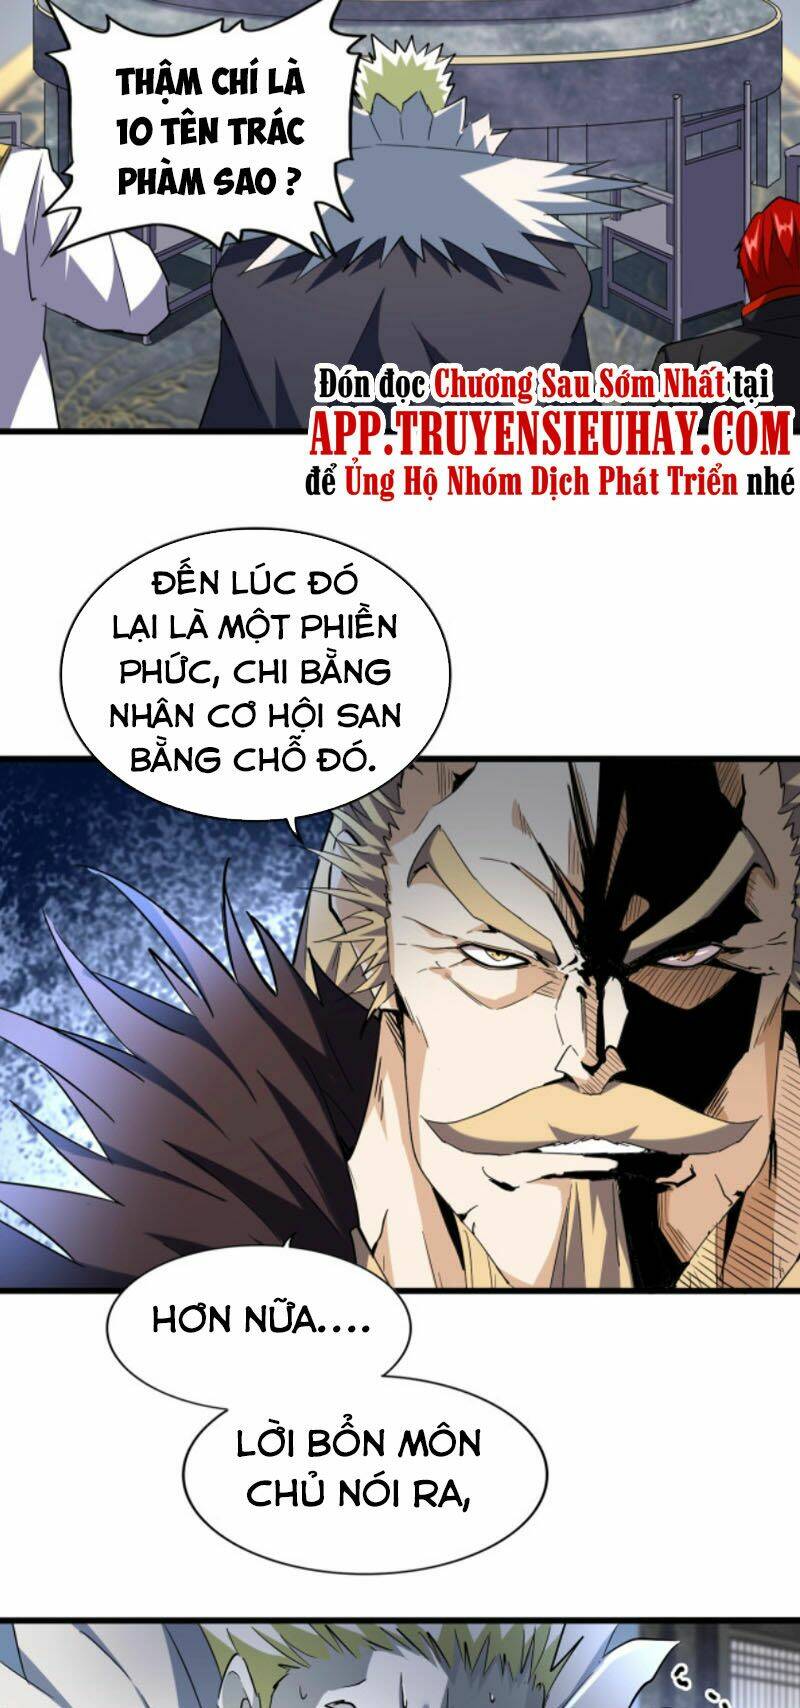 THẬM CHÍ LÀ
10 TÊN TRÁC
PHÀM SAO ?
Đón đọc Chương Sau Sớm Nhất tại
APP.TRUYENSIEUHAY.COM
để Ủng Hộ Nhóm Dịch Phát Triển nhé
ĐẾN LÚC ĐÓ
LẠI LÀ MỘT PHIỀN
PHỨC, CHI BẰNG
NHÂN CƠ HỘI SAN
BẰNG CHỖ ĐÓ.
HƠN NỮA....
LỜI BỔN MÔN
CHỦ NÓI RA,